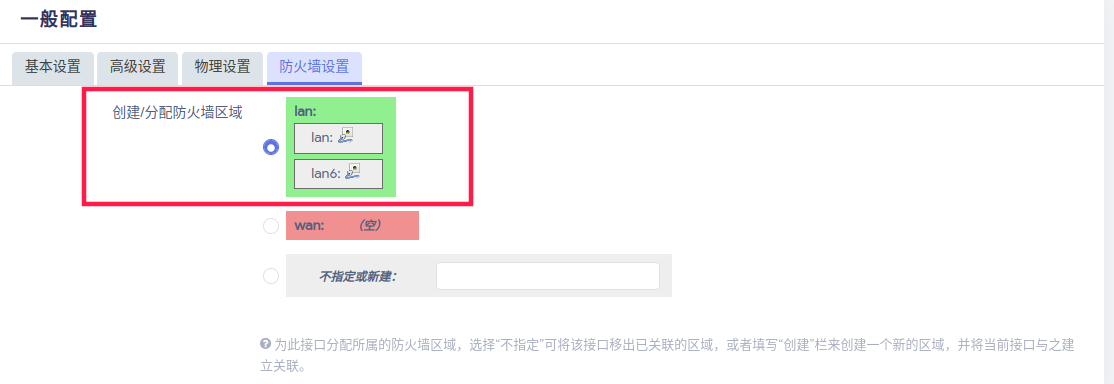 一般配置
基本设置 高级设置 物理设置 防火墙设置
创建/分配防火墙区域
lan:
lan:
lan6:
wan: （空）
不指定或新建：
为此接口分配所属的防火墙区域，选择“不指定”可将该接口移出已关联的区域，或者填写“创建”栏来创建一个新的区域，并将当前接口与之建
立关联。